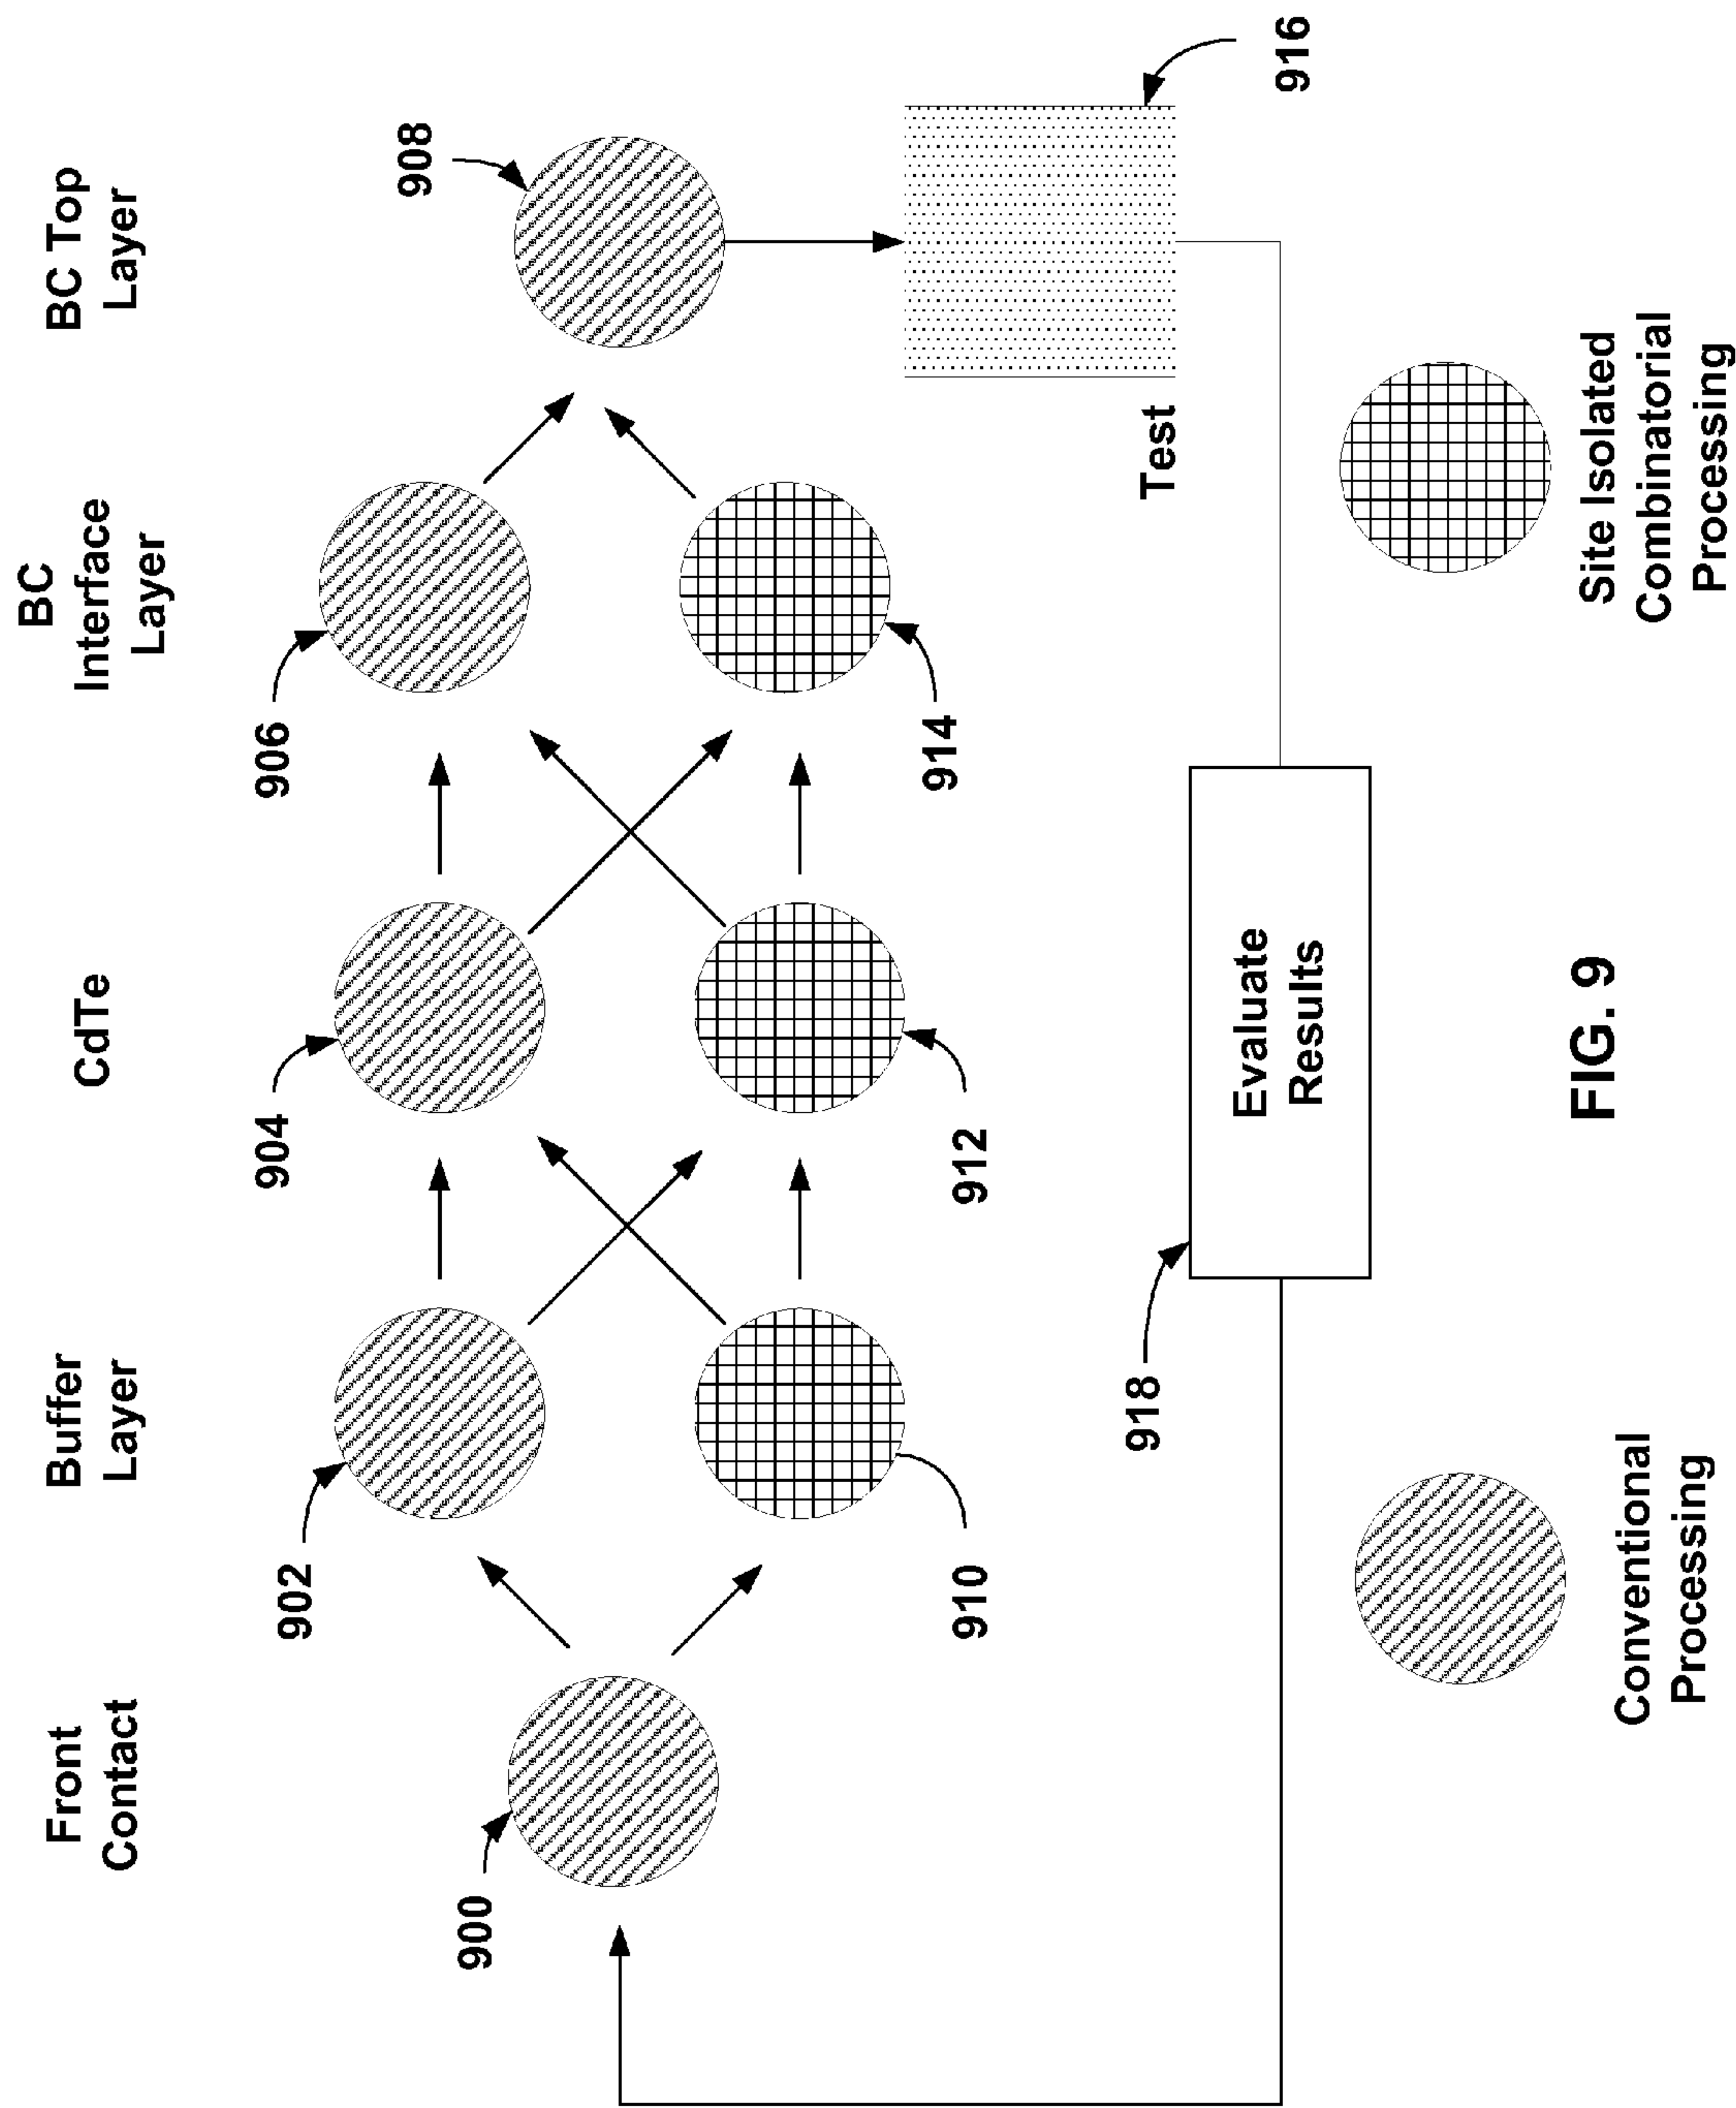 Front
Contact
Buffer
Layer
CdTe
BC
Interface
Layer
BC Top
Layer
900
902
904
906
908
910
912
914
916
Test
918
Evaluate
Results
Conventional
Processing
Site Isolated
Combinatorial
Processing
FIG. 9